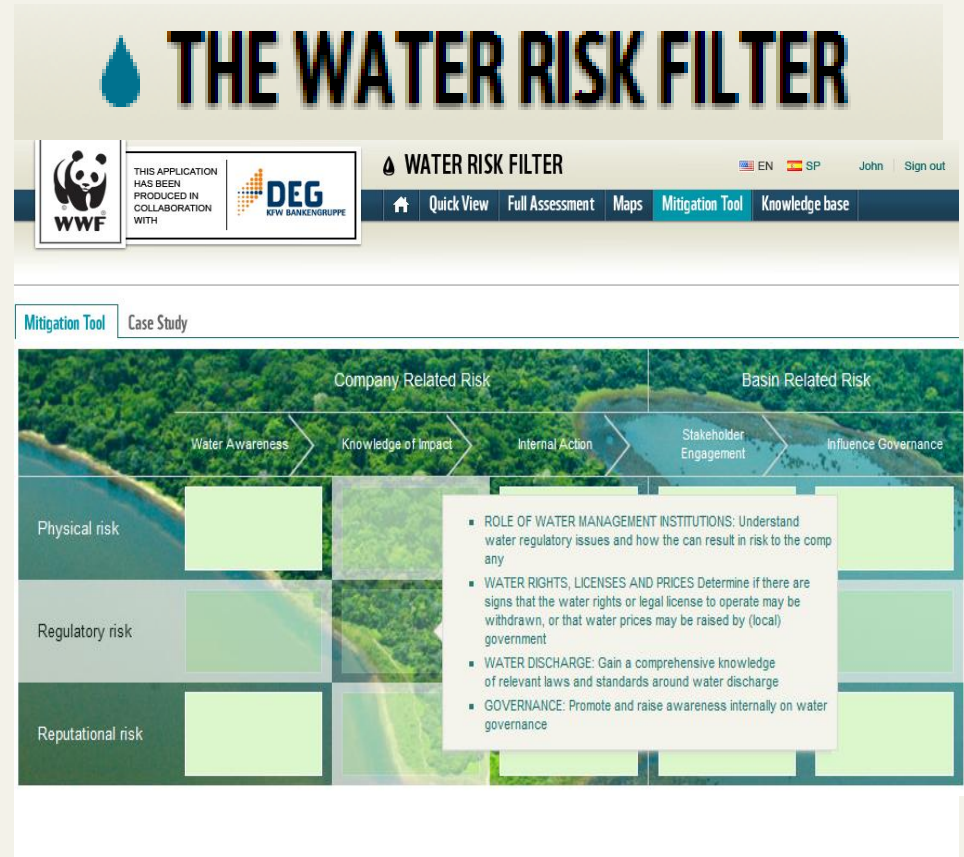 THE WATER RISK FILTER
WWF
THIS APPLICATION
HAS BEEN
PRODUCED IN
COLLABORATION
WITH
DEG
KFW BANKENGRUPPE
WATER RISK FILTER
EN SP John Sign out
Quick View Full Assessment Maps Mitigation Tool Knowledge base
Mitigation Tool Case Study
Company Related Risk Basin Related Risk
Water Awareness Knowledge of Impact Internal Action Stakeholder Engagement Influence Governance
Physical risk
Regulatory risk
Reputational risk
▪ ROLE OF WATER MANAGEMENT INSTITUTIONS: Understand
water regulatory issues and how the can result in risk to the comp
any
▪ WATER RIGHTS, LICENSES AND PRICES Determine if there are
signs that the water rights or legal license to operate may be
withdrawn, or that water prices may be raised by (local)
government
▪ WATER DISCHARGE: Gain a comprehensive knowledge
of relevant laws and standards around water discharge
▪ GOVERNANCE: Promote and raise awareness internally on water
governance